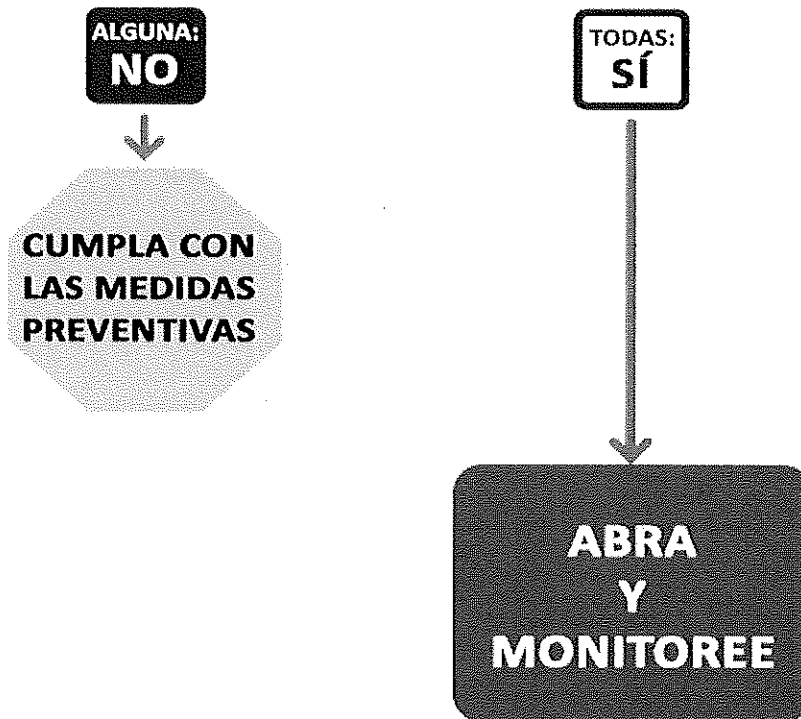 ALGUNA:
NO
TODAS:
SÍ
CUMPLA CON
LAS MEDIDAS
PREVENTIVAS
ABRA
Y
MONITOREE